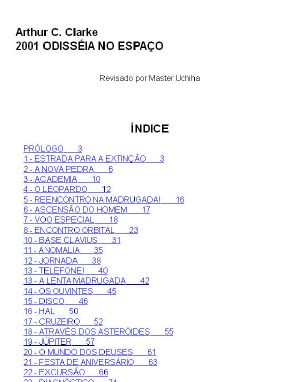 Arthur C. Clarke
2001 ODISSÉIA NO ESPAÇO
Revisado por Master Uchiha
ÍNDICE
PRÓLOGO 3
1 - ESTRADA PARA A EXTINÇÃO 3
2 - A NOVA PEDRA 6
3 - ACADEMIA 10
4 - O LEOPARDO 12
5 - REENCONTRO NA MADRUGADA! 16
6 - ASCENSÃO DO HOMEM 17
7 - VOO ESPECIAL 18
8 - ENCONTRO ORBITAL 23
10 - BASE CLAVIUS 31
11 - ANOMALIA 35
12 - JORNADA 38
13 - TELEFONE! 40
13 - A LENTA MADRUGADA 42
14 - OS OUVINTES 45
15 - DISCO 46
16 - HAL 50
17 - CRUZEIRO 52
18 - ATRAVÉS DOS ASTERÓIDES 55
19 - JÚPITER 57
20 - O MUNDO DOS DEUSES 61
21 - FESTA DE ANIVERSÁRIO 63
22 - EXCURSÃO 66
23 - DIAGNÓSTICO 71